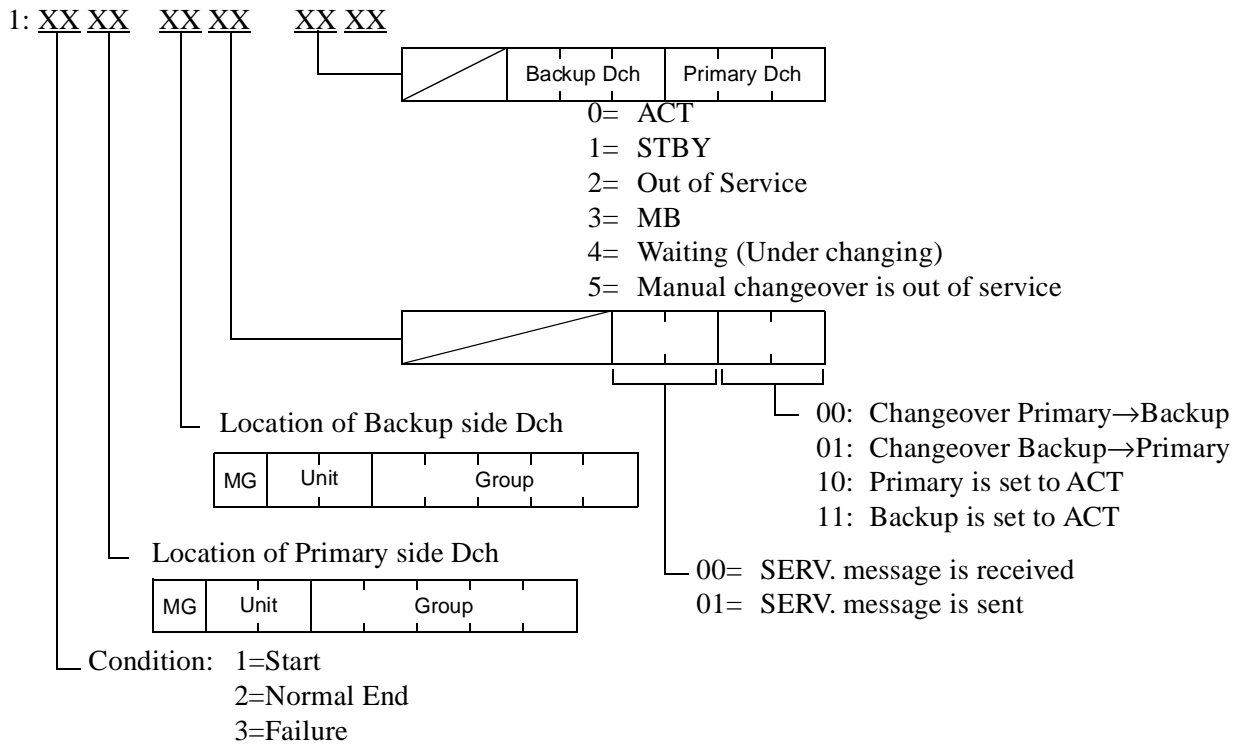 1: XX XX XX XX XX XX
Backup Dch Primary Dch
0= ACT
1= STBY
2= Out of Service
3= MB
4= Waiting (Under changing)
5= Manual changeover is out of service
00: Changeover Primary→Backup
01: Changeover Backup→Primary
10: Primary is set to ACT
11: Backup is set to ACT
00= SERV. message is received
01= SERV. message is sent
Location of Backup side Dch
MG Unit Group
Location of Primary side Dch
MG Unit Group
Condition: 1=Start
2=Normal End
3=Failure